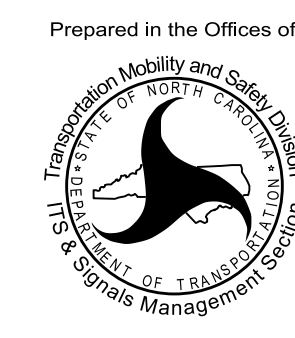 Prepared in the Offices of
Transportation Mobility and Safety Division
ITS & Signals Management Section
STATE OF NORTH CAROLINA
DEPARTMENT OF TRANSPORTATION